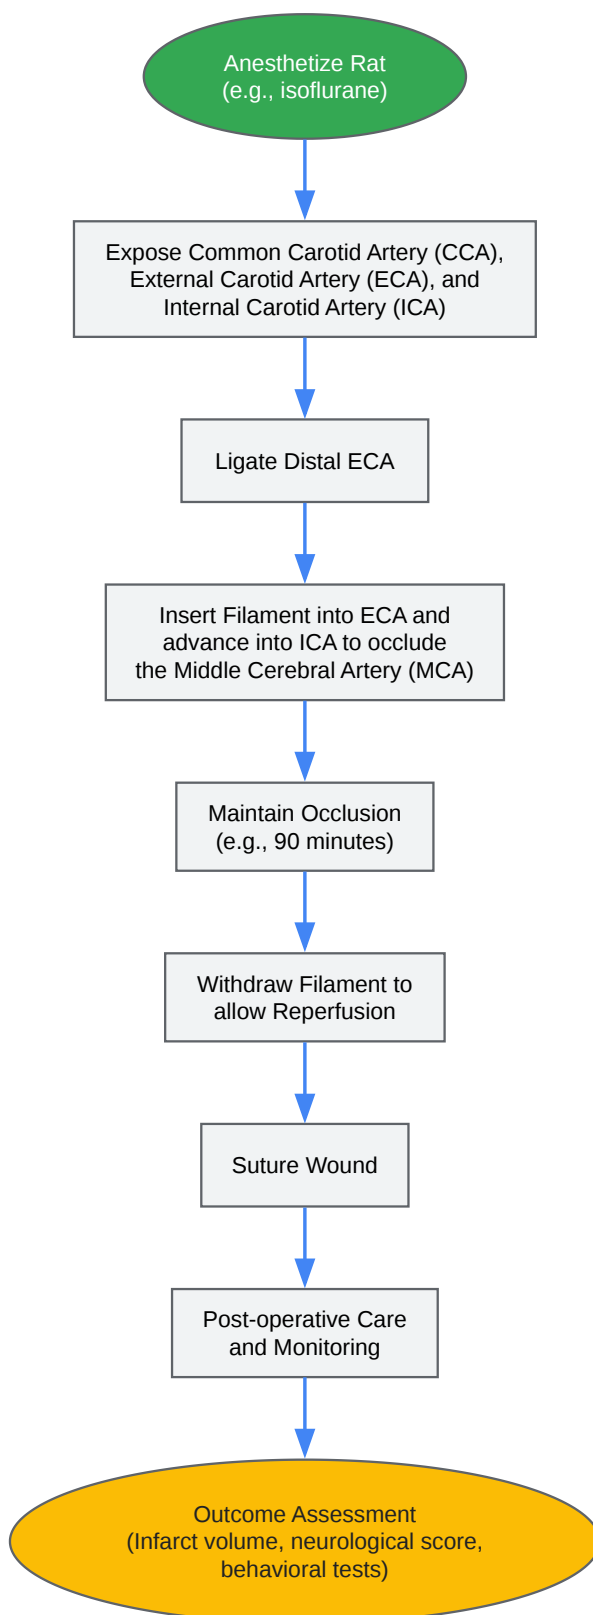 Anesthetize Rat
(e.g., isoflurane)
Expose Common Carotid Artery (CCA),
External Carotid Artery (ECA), and
Internal Carotid Artery (ICA)
Ligate Distal ECA
Insert Filament into ECA and
advance into ICA to occlude
the Middle Cerebral Artery (MCA)
Maintain Occlusion
(e.g., 90 minutes)
Withdraw Filament to
allow Reperfusion
Suture Wound
Post-operative Care
and Monitoring
Outcome Assessment
(Infarct volume, neurological score,
behavioral tests)